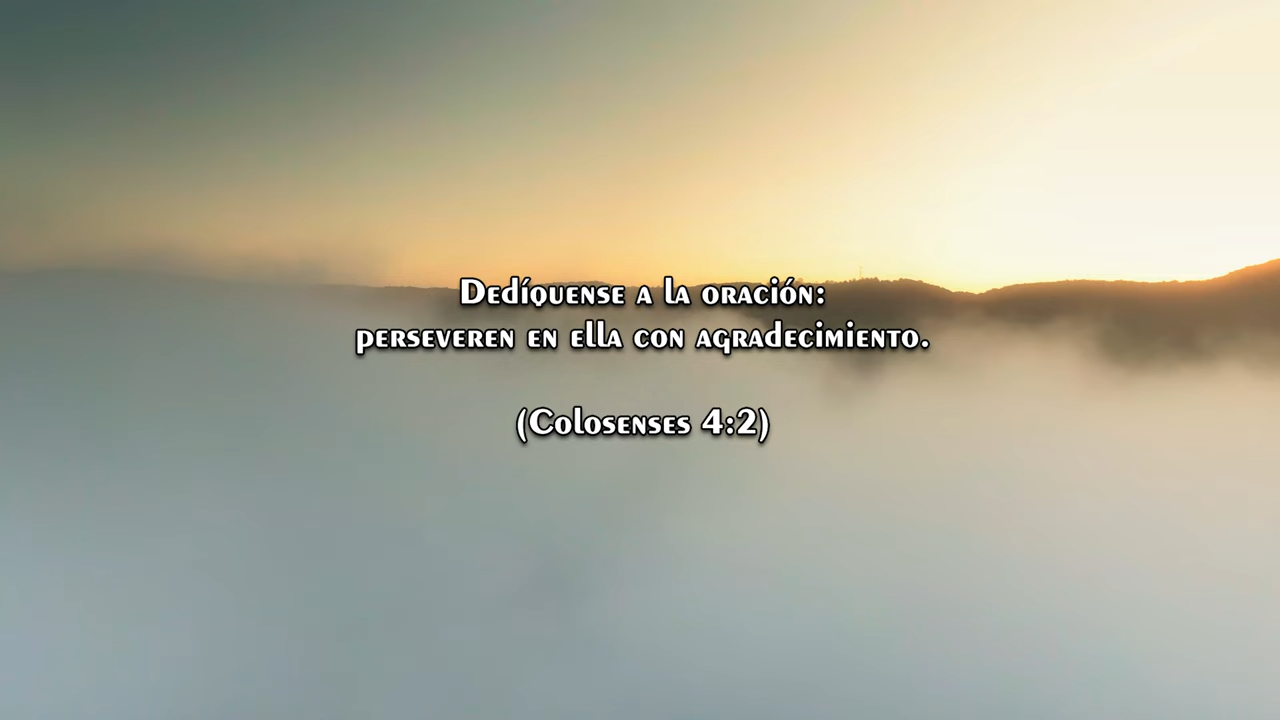 Dedíquense a la oración:
perseveren en ella con agradecimiento.
(Colosenses 4:2)